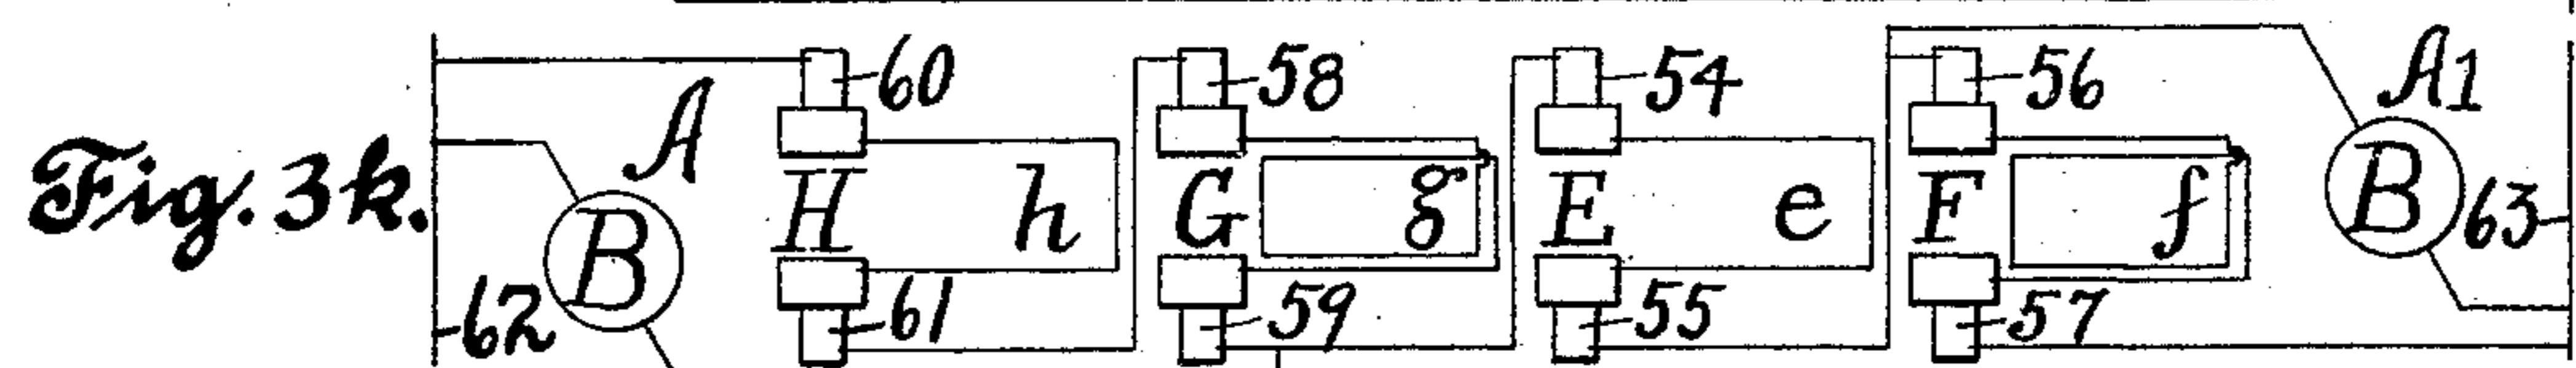 Fig. 3k.
60 58 54 56 A1
A
H h G g E e F f B 63
B
62 61 59 55 57